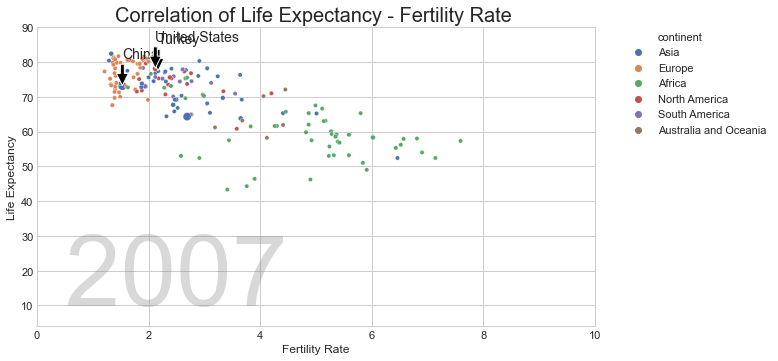 Correlation of Life Expectancy - Fertility Rate
90
80
70
60
50
40
30
20
10
Life Expectancy
United States
Turkey
China
2007
0
2
4
6
8
10
Fertility Rate
continent
Asia
Europe
Africa
North America
South America
Australia and Oceania